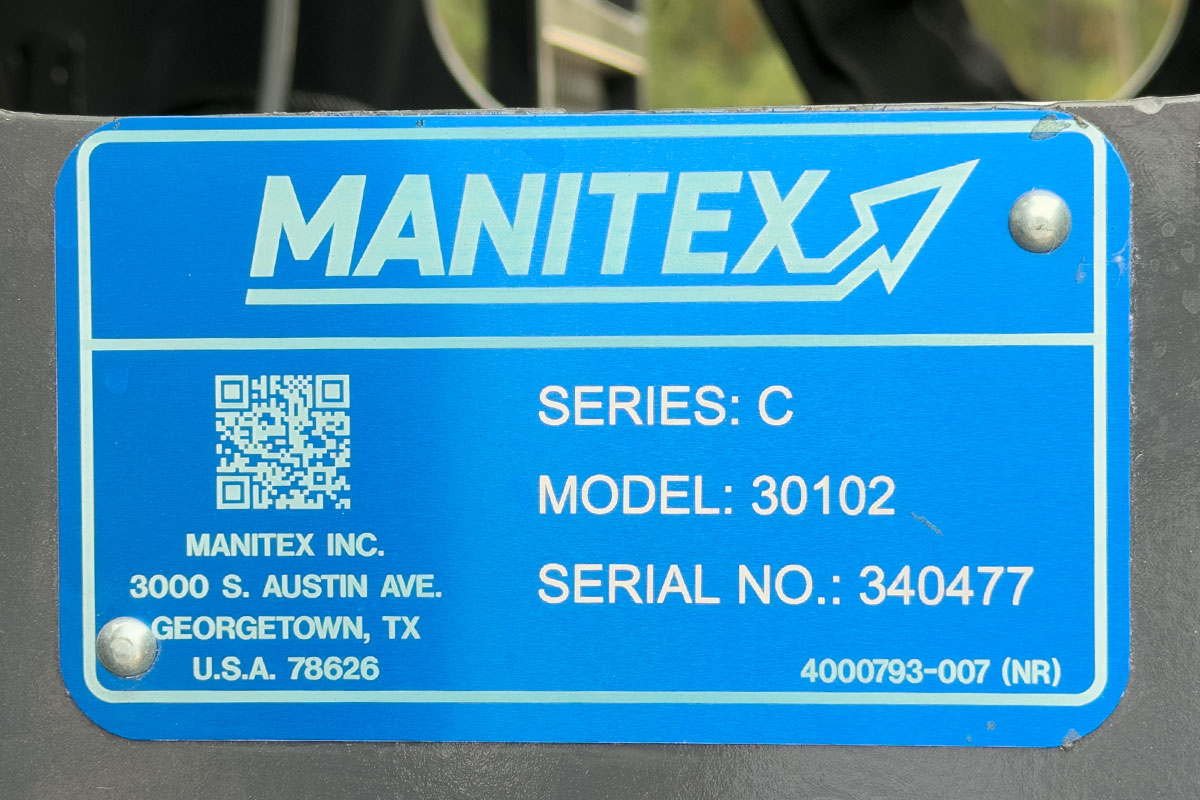 MANITEX
SERIES: C
MODEL: 30102
SERIAL NO.: 340477
MANITEX INC.
3000 S. AUSTIN AVE.
GEORGETOWN, TX
U.S.A. 78626
4000793-007 (NR)